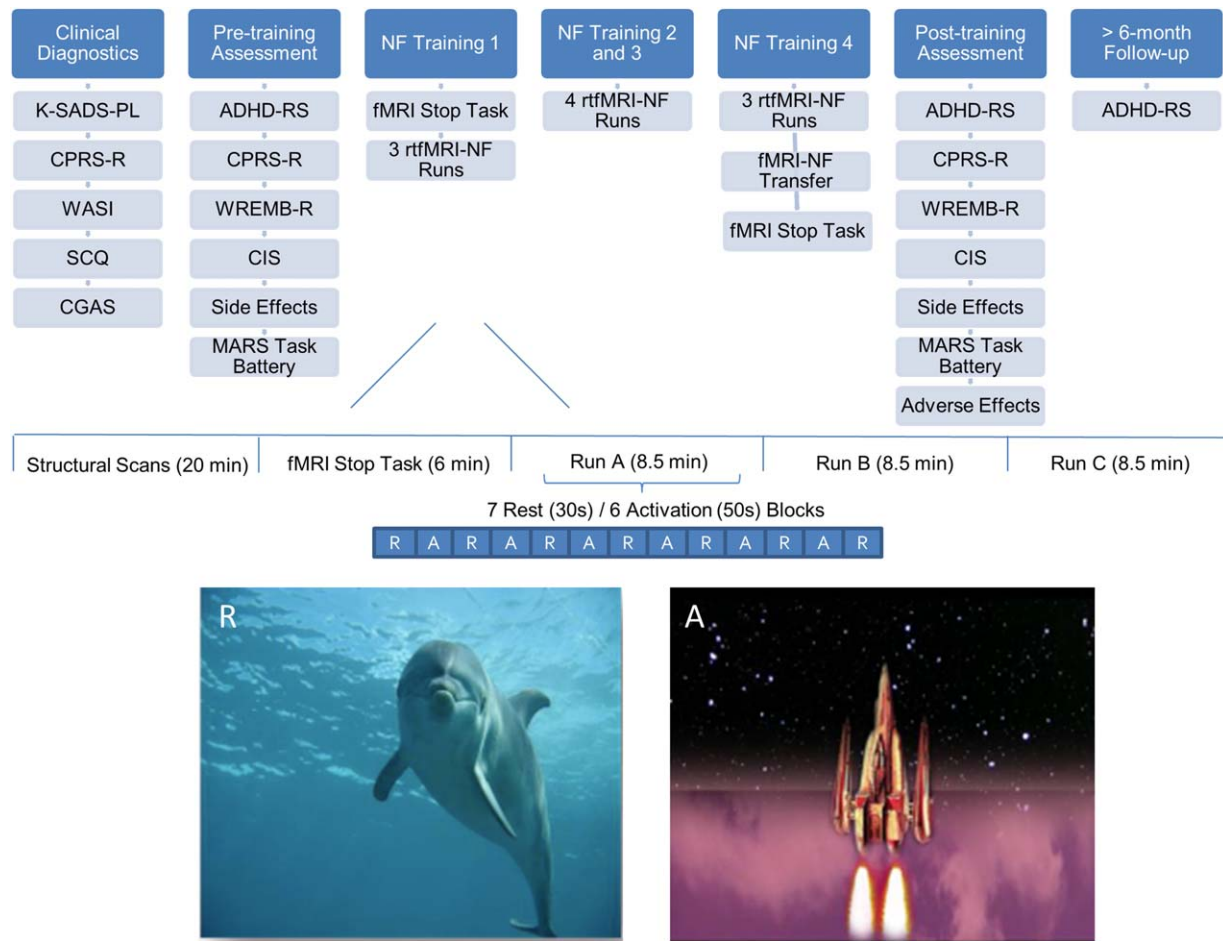 Clinical
Diagnostics
K-SADS-PL
CPRS-R
WASI
SCQ
CGAS
Pre-training
Assessment
ADHD-RS
CPRS-R
WREMB-R
CIS
Side Effects
MARS Task
Battery
NF Training 1
fMRI Stop Task
3 rtfMRI-NF
Runs
NF Training 2
and 3
4 rtfMRI-NF
Runs
NF Training 4
3 rtfMRI-NF
Runs
fMRI-NF
Transfer
fMRI Stop Task
Post-training
Assessment
ADHD-RS
CPRS-R
WREMB-R
CIS
Side Effects
MARS Task
Battery
Adverse Effects
> 6-month
Follow-up
ADHD-RS
Structural Scans (20 min)
fMRI Stop Task (6 min)
Run A (8.5 min)
Run B (8.5 min)
Run C (8.5 min)
7 Rest (30s) / 6 Activation (50s) Blocks
R A R A R A R A R A R A R
R
A